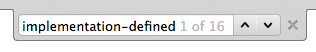 implementation-defined 1 of 16